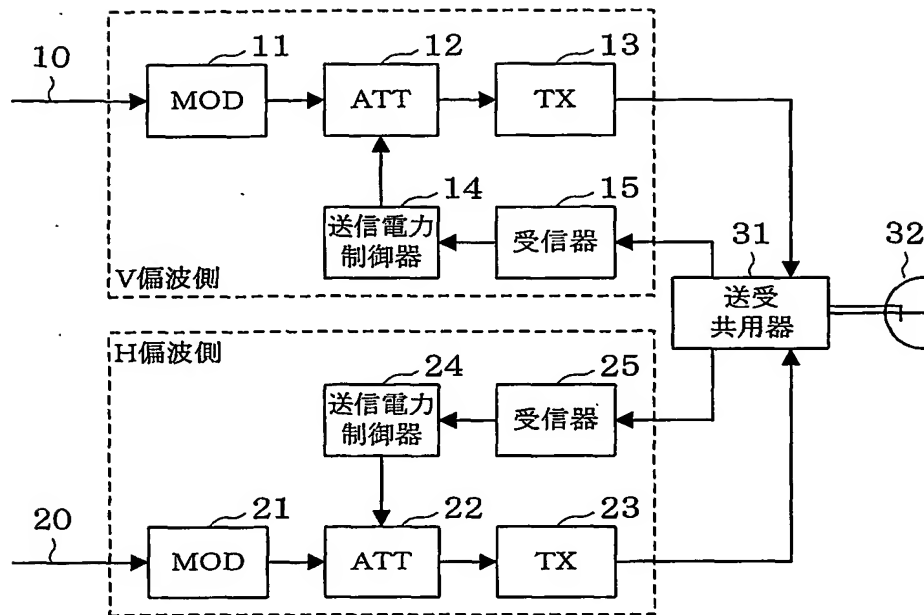 11
12
13
10
MOD
ATT
TX
14
15
送信電力
制御器
受信器
31
32
V偏波側
送受
共用器
H偏波側
24
25
送信電力
制御器
受信器
20
21
22
23
MOD
ATT
TX